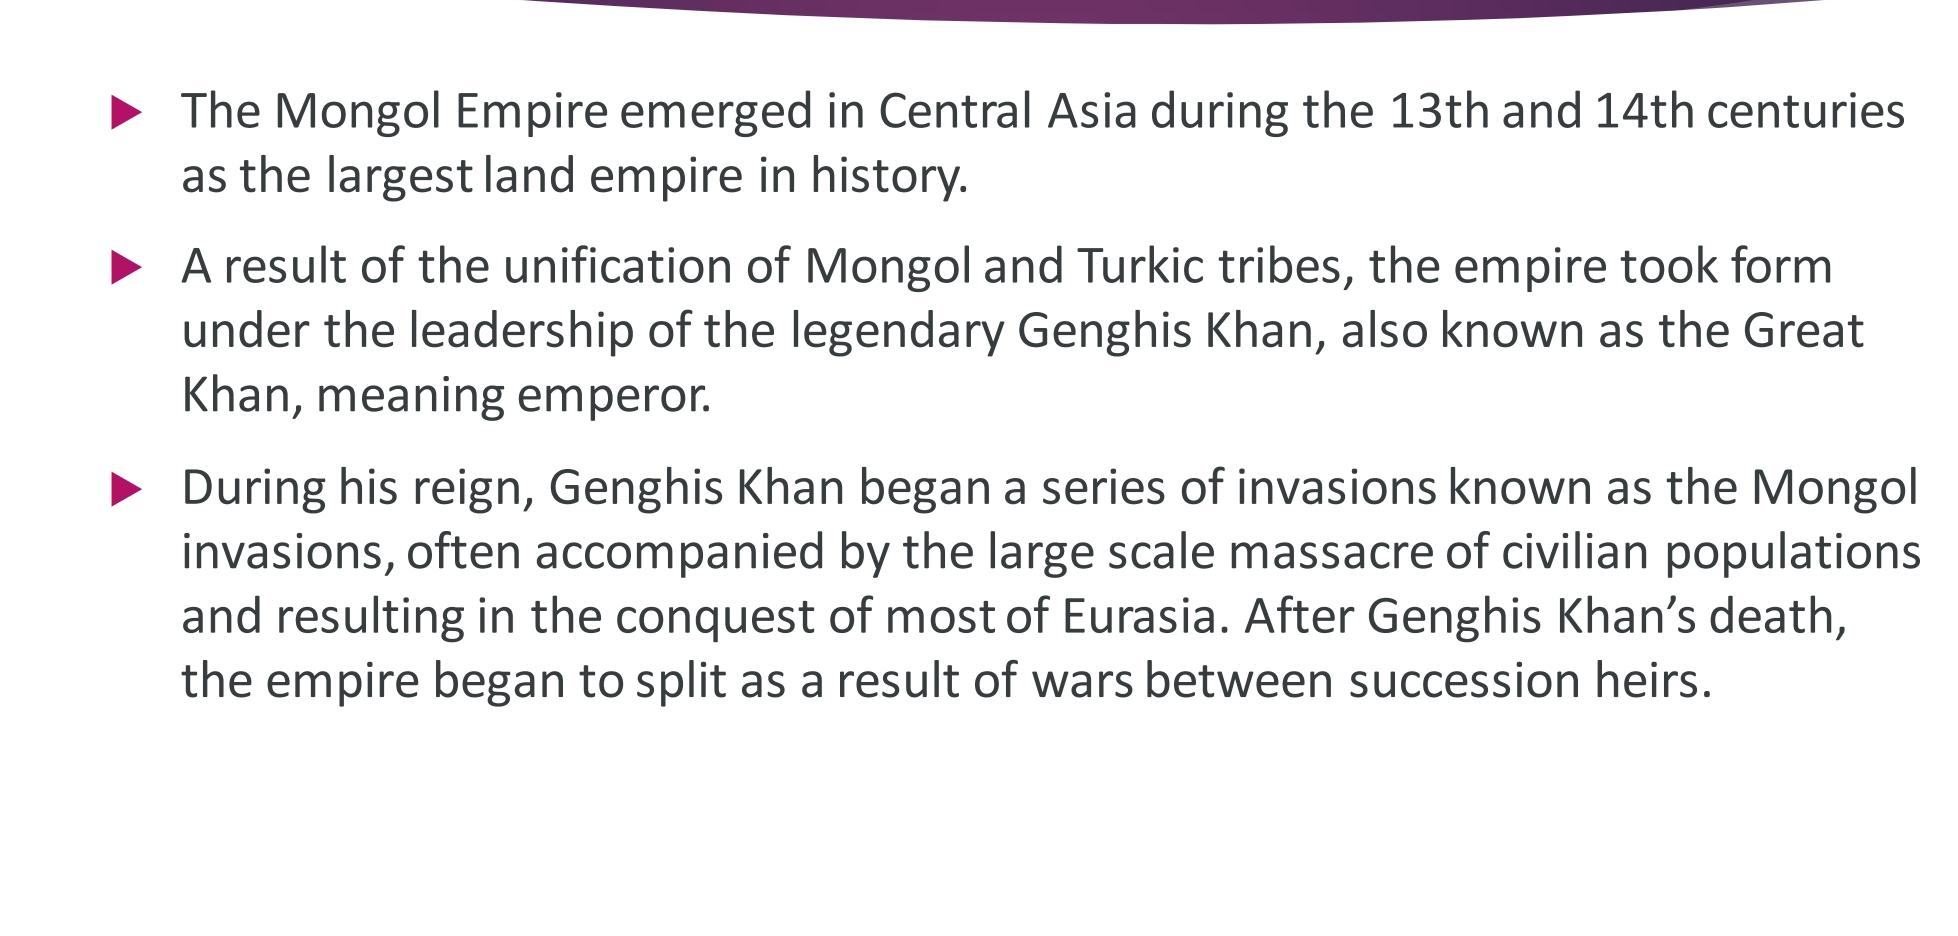 The Mongol Empire emerged in Central Asia during the 13th and 14th centuries
as the largest land empire in history.
A result of the unification of Mongol and Turkic tribes, the empire took form
under the leadership of the legendary Genghis Khan, also known as the Great
Khan, meaning emperor.
During his reign, Genghis Khan began a series of invasions known as the Mongol
invasions, often accompanied by the large scale massacre of civilian populations
and resulting in the conquest of most of Eurasia. After Genghis Khan’s death,
the empire began to split as a result of wars between succession heirs.